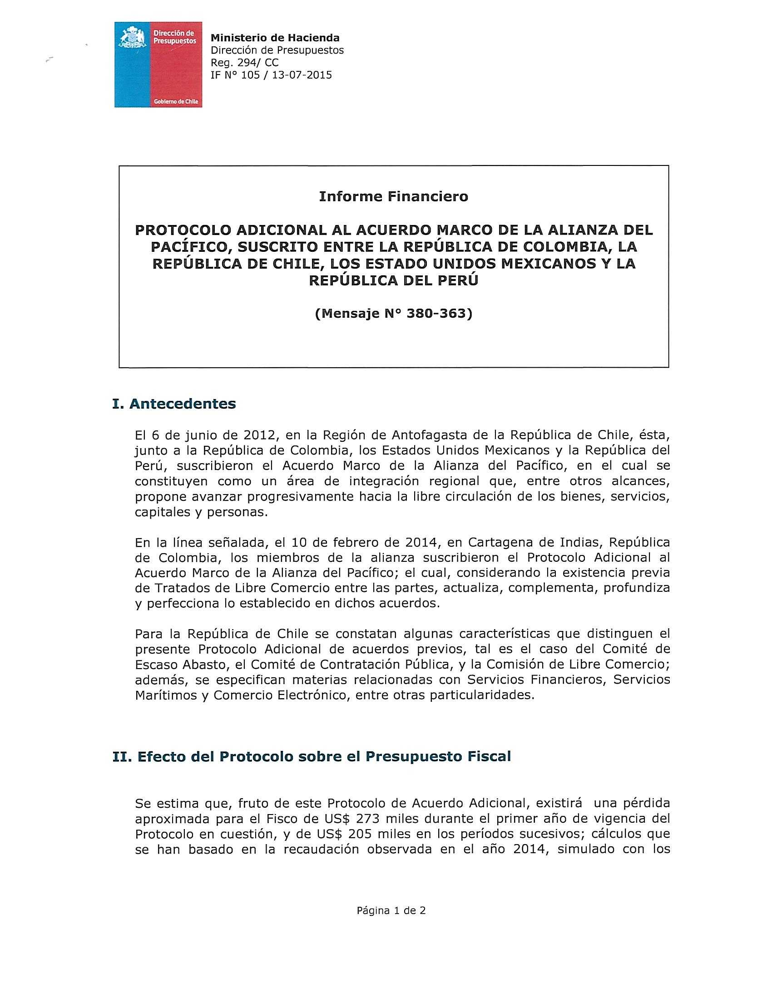 Dirección de
Presupuestos
Gobierno de Chile
Ministerio de Hacienda
Dirección de Presupuestos
Reg. 294/ CC
IF N° 105 / 13-07-2015
Informe Financiero
PROTOCOLO ADICIONAL AL ACUERDO MARCO DE LA ALIANZA DEL
PACÍFICO, SUSCRITO ENTRE LA REPÚBLICA DE COLOMBIA, LA
REPÚBLICA DE CHILE, LOS ESTADO UNIDOS MEXICANOS Y LA
REPÚBLICA DEL PERÚ
(Mensaje N° 380-363)
I. Antecedentes
El 6 de junio de 2012, en la Región de Antofagasta de la República de Chile, ésta,
junto a la República de Colombia, los Estados Unidos Mexicanos y la República del
Perú, suscribieron el Acuerdo Marco de la Alianza del Pacífico, en el cual se
constituyen como un área de integración regional que, entre otros alcances,
propone avanzar progresivamente hacia la libre circulación de los bienes, servicios,
capitales y personas.
En la línea señalada, el 10 de febrero de 2014, en Cartagena de Indias, República
de Colombia, los miembros de la alianza suscribieron el Protocolo Adicional al
Acuerdo Marco de la Alianza del Pacífico; el cual, considerando la existencia previa
de Tratados de Libre Comercio entre las partes, actualiza, complementa, profundiza
y perfecciona lo establecido en dichos acuerdos.
Para la República de Chile se constatan algunas características que distinguen el
presente Protocolo Adicional de acuerdos previos, tal es el caso del Comité de
Escaso Abasto, el Comité de Contratación Pública, y la Comisión de Libre Comercio;
además, se especifican materias relacionadas con Servicios Financieros, Servicios
Marítimos y Comercio Electrónico, entre otras particularidades.
II. Efecto del Protocolo sobre el Presupuesto Fiscal
Se estima que, fruto de este Protocolo de Acuerdo Adicional, existirá una pérdida
aproximada para el Fisco de US$ 273 miles durante el primer año de vigencia del
Protocolo en cuestión, y de US$ 205 miles en los períodos sucesivos; cálculos que
se han basado en la recaudación observada en el año 2014, simulado con los
Página 1 de 2